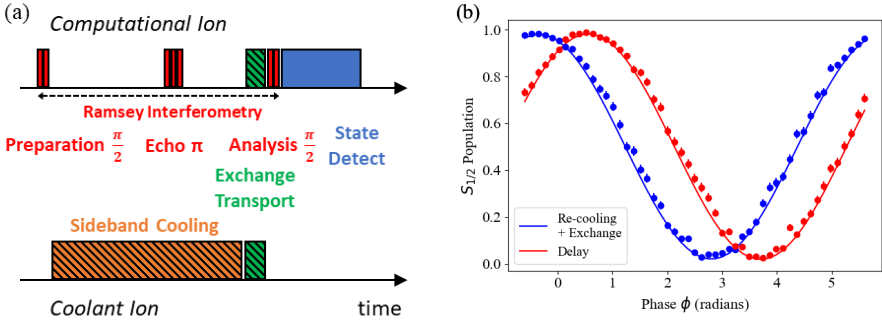 (a)
Computational Ion
Ramsey Interferometry
Preparation π/2
Echo π
Analysis π/2
State
Detect
Exchange
Transport
Sideband Cooling
Coolant Ion
time
(b)
1.0
0.8
0.6
0.4
0.2
0.0
S1/2 Population
Re-cooling
+ Exchange
Delay
0 1 2 3 4 5
Phase ϕ (radians)